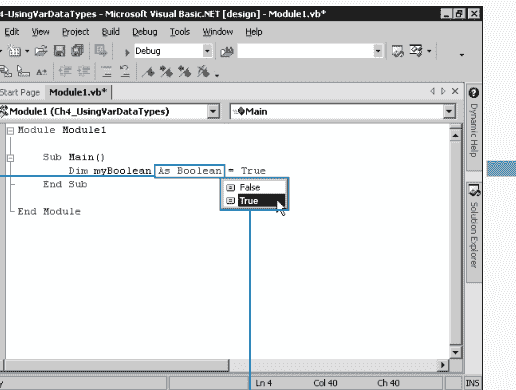 4-UsingVarDataTypes - Microsoft Visual Basic.NET [design] - Module1.vb*
Edit View Project Build Debug Tools Window Help
Debug
Start Page Module1.vb*
Module1 (Ch4_UsingVarDataTypes) Main
Module Module1
Sub Main()
Dim myBoolean As Boolean = True
False
True
End Sub
End Module
Dynamic Help
Solution Explorer
Ln 4 Col 40 Ch 40 INS